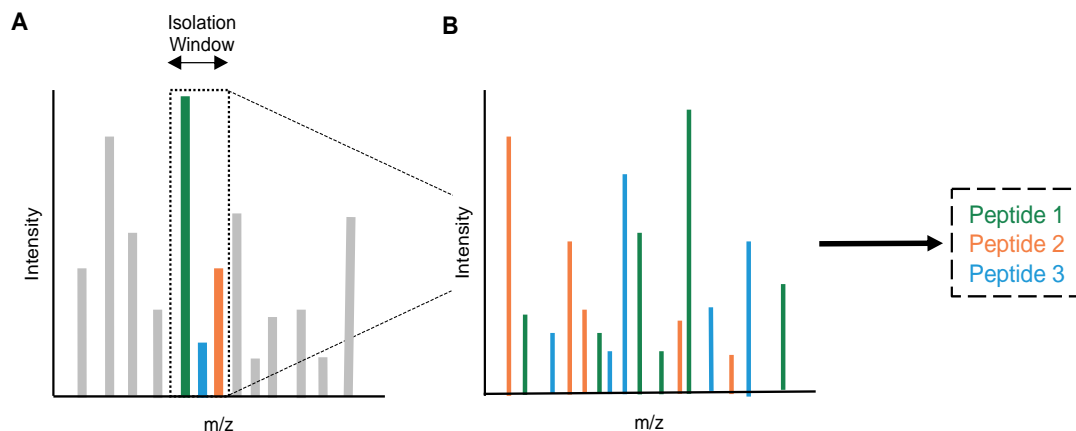 A
Isolation
Window
Intensity
m/z
B
Intensity
m/z
Peptide 1
Peptide 2
Peptide 3